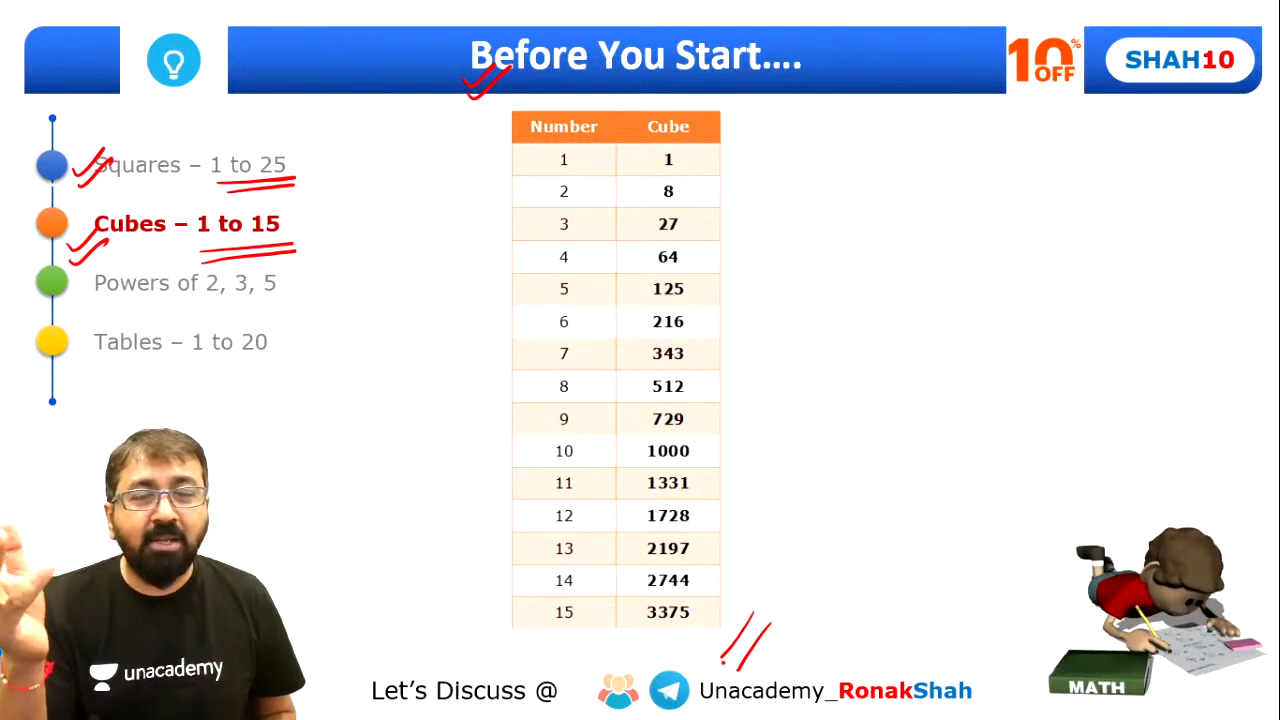 Before You Start....
10% OFF
SHAH10
Squares – 1 to 25
Cubes – 1 to 15
Powers of 2, 3, 5
Tables – 1 to 20
Number Cube
1 1
2 8
3 27
4 64
5 125
6 216
7 343
8 512
9 729
10 1000
11 1331
12 1728
13 2197
14 2744
15 3375
unacademy
MATH
Let's Discuss @ Unacademy_RonakShah